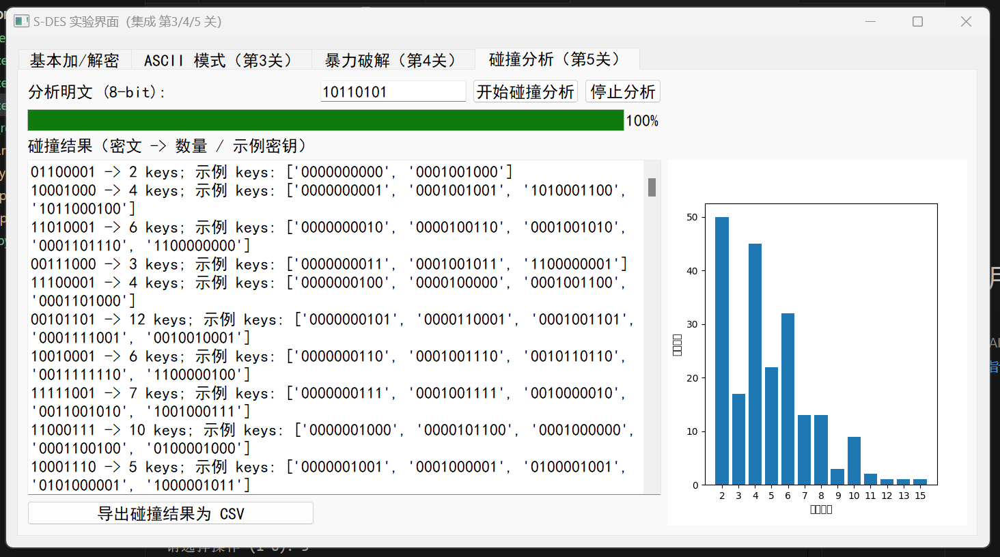 S-DES 实验界面 (集成 第3/4/5 关)
基本加/解密
ASCII 模式（第3关）
暴力破解（第4关）
碰撞分析（第5关）
分析明文 (8-bit):
10110101
开始碰撞分析
停止分析
100%
碰撞结果（密文 -> 数量 / 示例密钥）
01100001 -> 2 keys; 示例 keys: ['0000000000', '0001001000']
10001000 -> 4 keys; 示例 keys: ['0000000001', '0001001001', '1010001100',
'1011000100']
11010001 -> 6 keys; 示例 keys: ['0000000010', '0000100110', '0001001010',
'0001101110', '1100000000']
00111000 -> 3 keys; 示例 keys: ['0000000011', '0001001011', '1100000001']
11100001 -> 4 keys; 示例 keys: ['0000000100', '0000100000', '0001001100',
'0001101000']
00101101 -> 12 keys; 示例 keys: ['0000000101', '0000110001', '0001001101',
'0001111001', '0010010001']
10010001 -> 6 keys; 示例 keys: ['0000000110', '0001001110', '0010110110',
'0011111110', '1100000100']
11111001 -> 7 keys; 示例 keys: ['0000000111', '0001001111', '0010000010',
'0011001010', '1001000111']
11000111 -> 10 keys; 示例 keys: ['0000001000', '0000101100', '0001000000',
'0001100100', '0100001000']
10001110 -> 5 keys; 示例 keys: ['0000001001', '0001000001', '0100001001',
'0101000001', '1000001011']
导出碰撞结果为 CSV
50
40
30
20
10
0
2 3 4 5 6 7 8 9 10 11 12 13 15